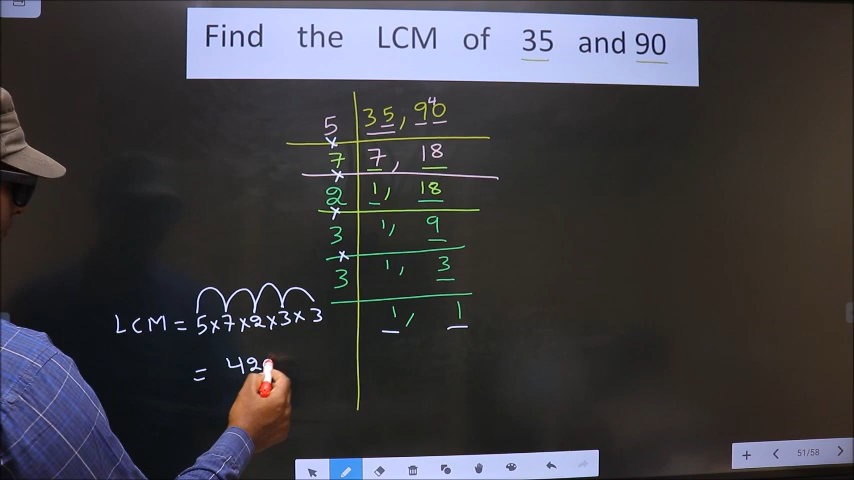 Find the LCM of 35 and 90
5 35, 90 4
7 7, 18
2 1, 18
3 1, 9
3 1, 3
1, 1
LCM = 5x7x2x3x3
= 42
51/58